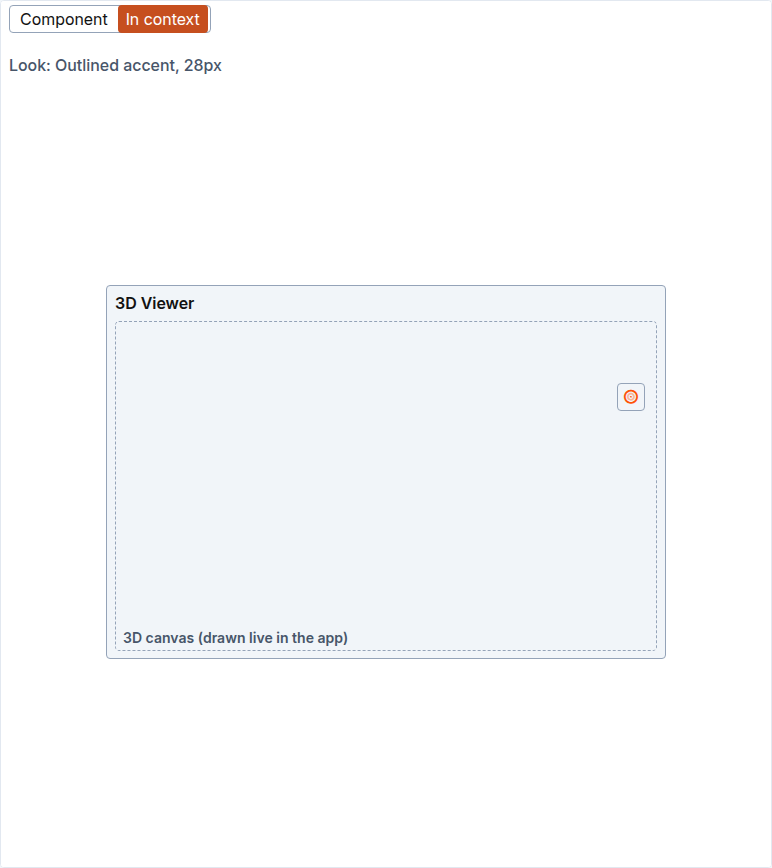 Component In context
Look: Outlined accent, 28px
3D Viewer
3D canvas (drawn live in the app)